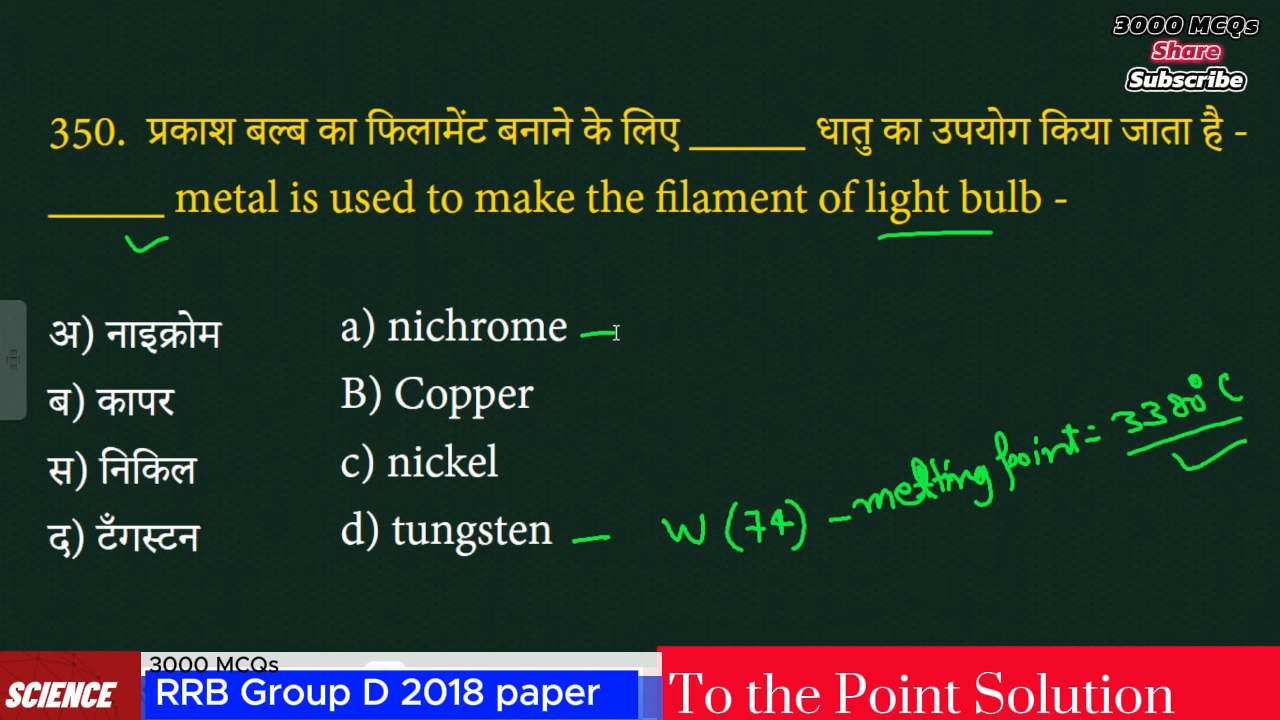 3000 MCQs
Share
Subscribe
350. प्रकाश बल्ब का फिलामेंट बनाने के लिए _____ धातु का उपयोग किया जाता है -
_____ metal is used to make the filament of light bulb -
अ) नाइक्रोम
a) nichrome
ब) कापर
B) Copper
स) निकिल
c) nickel
द) टँगस्टन
d) tungsten
W (74) - melting point = 3380°C
SCIENCE
3000 MCQs
RRB Group D 2018 paper
To the Point Solution